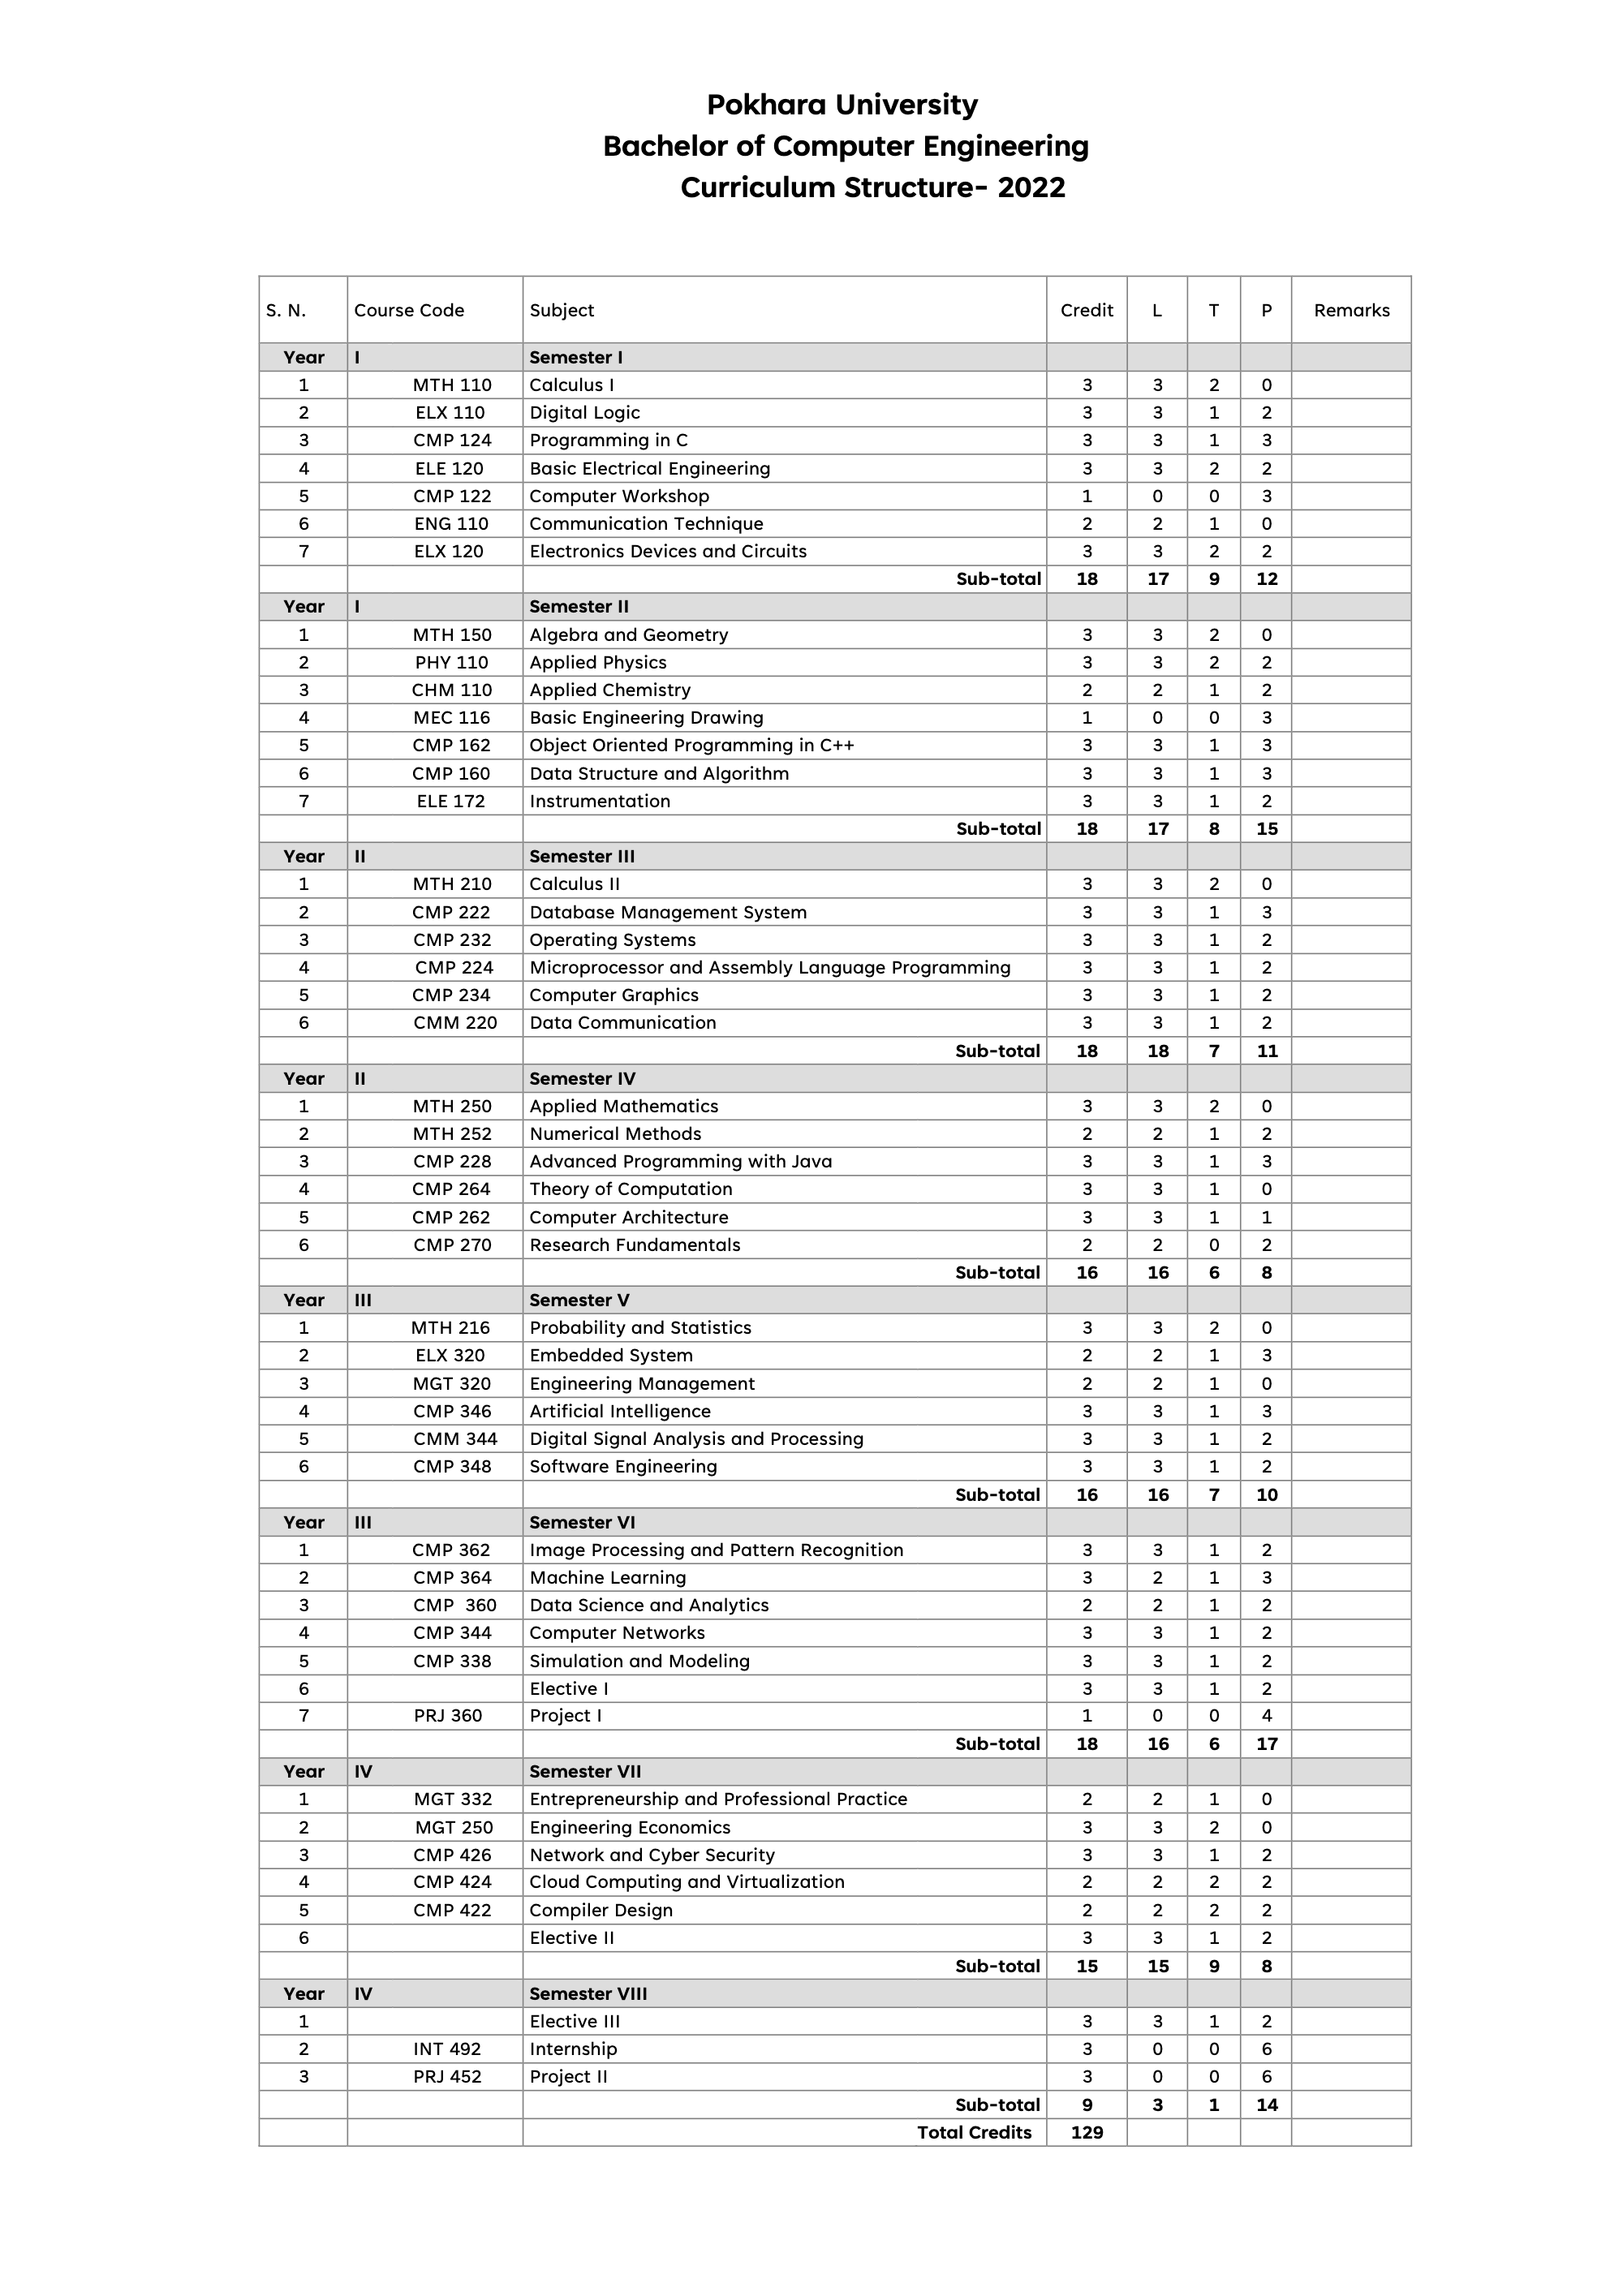 Pokhara University
Bachelor of Computer Engineering
Curriculum Structure- 2022
S. N. Course Code Subject Credit L T P Remarks
Year I Semester I
1 MTH 110 Calculus I 3 3 2 0
2 ELX 110 Digital Logic 3 3 1 2
3 CMP 124 Programming in C 3 3 1 3
4 ELE 120 Basic Electrical Engineering 3 3 2 2
5 CMP 122 Computer Workshop 1 0 0 3
6 ENG 110 Communication Technique 2 2 1 0
7 ELX 120 Electronics Devices and Circuits 3 3 2 2
Sub-total 18 17 9 12
Year I Semester II
1 MTH 150 Algebra and Geometry 3 3 2 0
2 PHY 110 Applied Physics 3 3 2 2
3 CHM 110 Applied Chemistry 2 2 1 2
4 MEC 116 Basic Engineering Drawing 1 0 0 3
5 CMP 162 Object Oriented Programming in C++ 3 3 1 3
6 CMP 160 Data Structure and Algorithm 3 3 1 3
7 ELE 172 Instrumentation 3 3 1 2
Sub-total 18 17 8 15
Year II Semester III
1 MTH 210 Calculus II 3 3 2 0
2 CMP 222 Database Management System 3 3 1 3
3 CMP 232 Operating Systems 3 3 1 2
4 CMP 224 Microprocessor and Assembly Language Programming 3 3 1 2
5 CMP 234 Computer Graphics 3 3 1 2
6 CMM 220 Data Communication 3 3 1 2
Sub-total 18 18 7 11
Year II Semester IV
1 MTH 250 Applied Mathematics 3 3 2 0
2 MTH 252 Numerical Methods 2 2 1 2
3 CMP 228 Advanced Programming with Java 3 3 1 3
4 CMP 264 Theory of Computation 3 3 1 0
5 CMP 262 Computer Architecture 3 3 1 1
6 CMP 270 Research Fundamentals 2 2 0 2
Sub-total 16 16 6 8
Year III Semester V
1 MTH 216 Probability and Statistics 3 3 2 0
2 ELX 320 Embedded System 2 2 1 3
3 MGT 320 Engineering Management 2 2 1 0
4 CMP 346 Artificial Intelligence 3 3 1 3
5 CMM 344 Digital Signal Analysis and Processing 3 3 1 2
6 CMP 348 Software Engineering 3 3 1 2
Sub-total 16 16 7 10
Year III Semester VI
1 CMP 362 Image Processing and Pattern Recognition 3 3 1 2
2 CMP 364 Machine Learning 3 2 1 3
3 CMP 360 Data Science and Analytics 2 2 1 2
4 CMP 344 Computer Networks 3 3 1 2
5 CMP 338 Simulation and Modeling 3 3 1 2
6 Elective I 3 3 1 2
7 PRJ 360 Project I 1 0 0 4
Sub-total 18 16 6 17
Year IV Semester VII
1 MGT 332 Entrepreneurship and Professional Practice 2 2 1 0
2 MGT 250 Engineering Economics 3 3 2 0
3 CMP 426 Network and Cyber Security 3 3 1 2
4 CMP 424 Cloud Computing and Virtualization 2 2 2 2
5 CMP 422 Compiler Design 2 2 2 2
6 Elective II 3 3 1 2
Sub-total 15 15 9 8
Year IV Semester VIII
1 Elective III 3 3 1 2
2 INT 492 Internship 3 0 0 6
3 PRJ 452 Project II 3 0 0 6
Sub-total 9 3 1 14
Total Credits 129